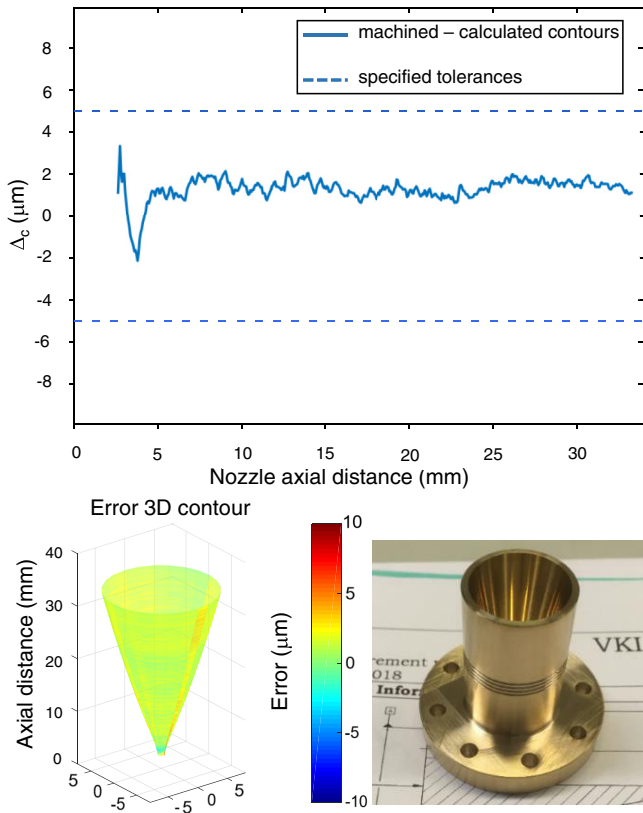 8
6
4
2
0
-2
-4
-6
-8
Δc (μm)
machined – calculated contours
specified tolerances
0 5 10 15 20 25 30
Nozzle axial distance (mm)
Error 3D contour
40
30
20
10
0
Axial distance (mm)
5
0
-5
-5
0
5
10
5
0
-5
-10
Error (μm)
VKI
rement
018
Infor